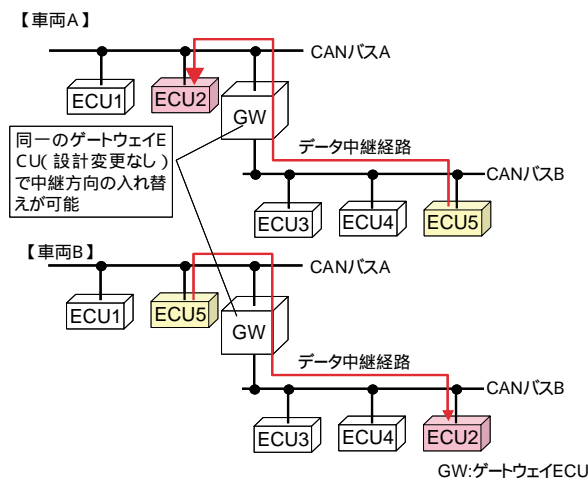 【車両A】
CANバスA
ECU1
ECU2
GW
同一のゲートウェイE
CU(設計変更なし)
で中継方向の入れ替
えが可能
データ中継経路
CANバスB
ECU3
ECU4
ECU5
【車両B】
CANバスA
ECU1
ECU5
GW
データ中継経路
CANバスB
ECU3
ECU4
ECU2
GW:ゲートウェイECU